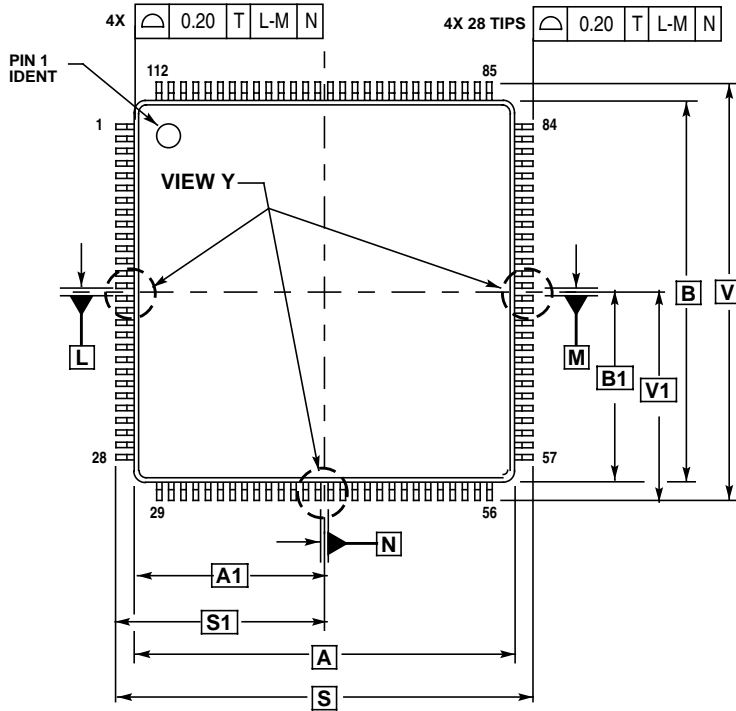 4X ⌓ 0.20 T L-M N
4X 28 TIPS ⌓ 0.20 T L-M N
PIN 1
IDENT
112
85
1
84
VIEW Y
B
V
L
M
B1
V1
28
57
29
56
N
A1
S1
A
S